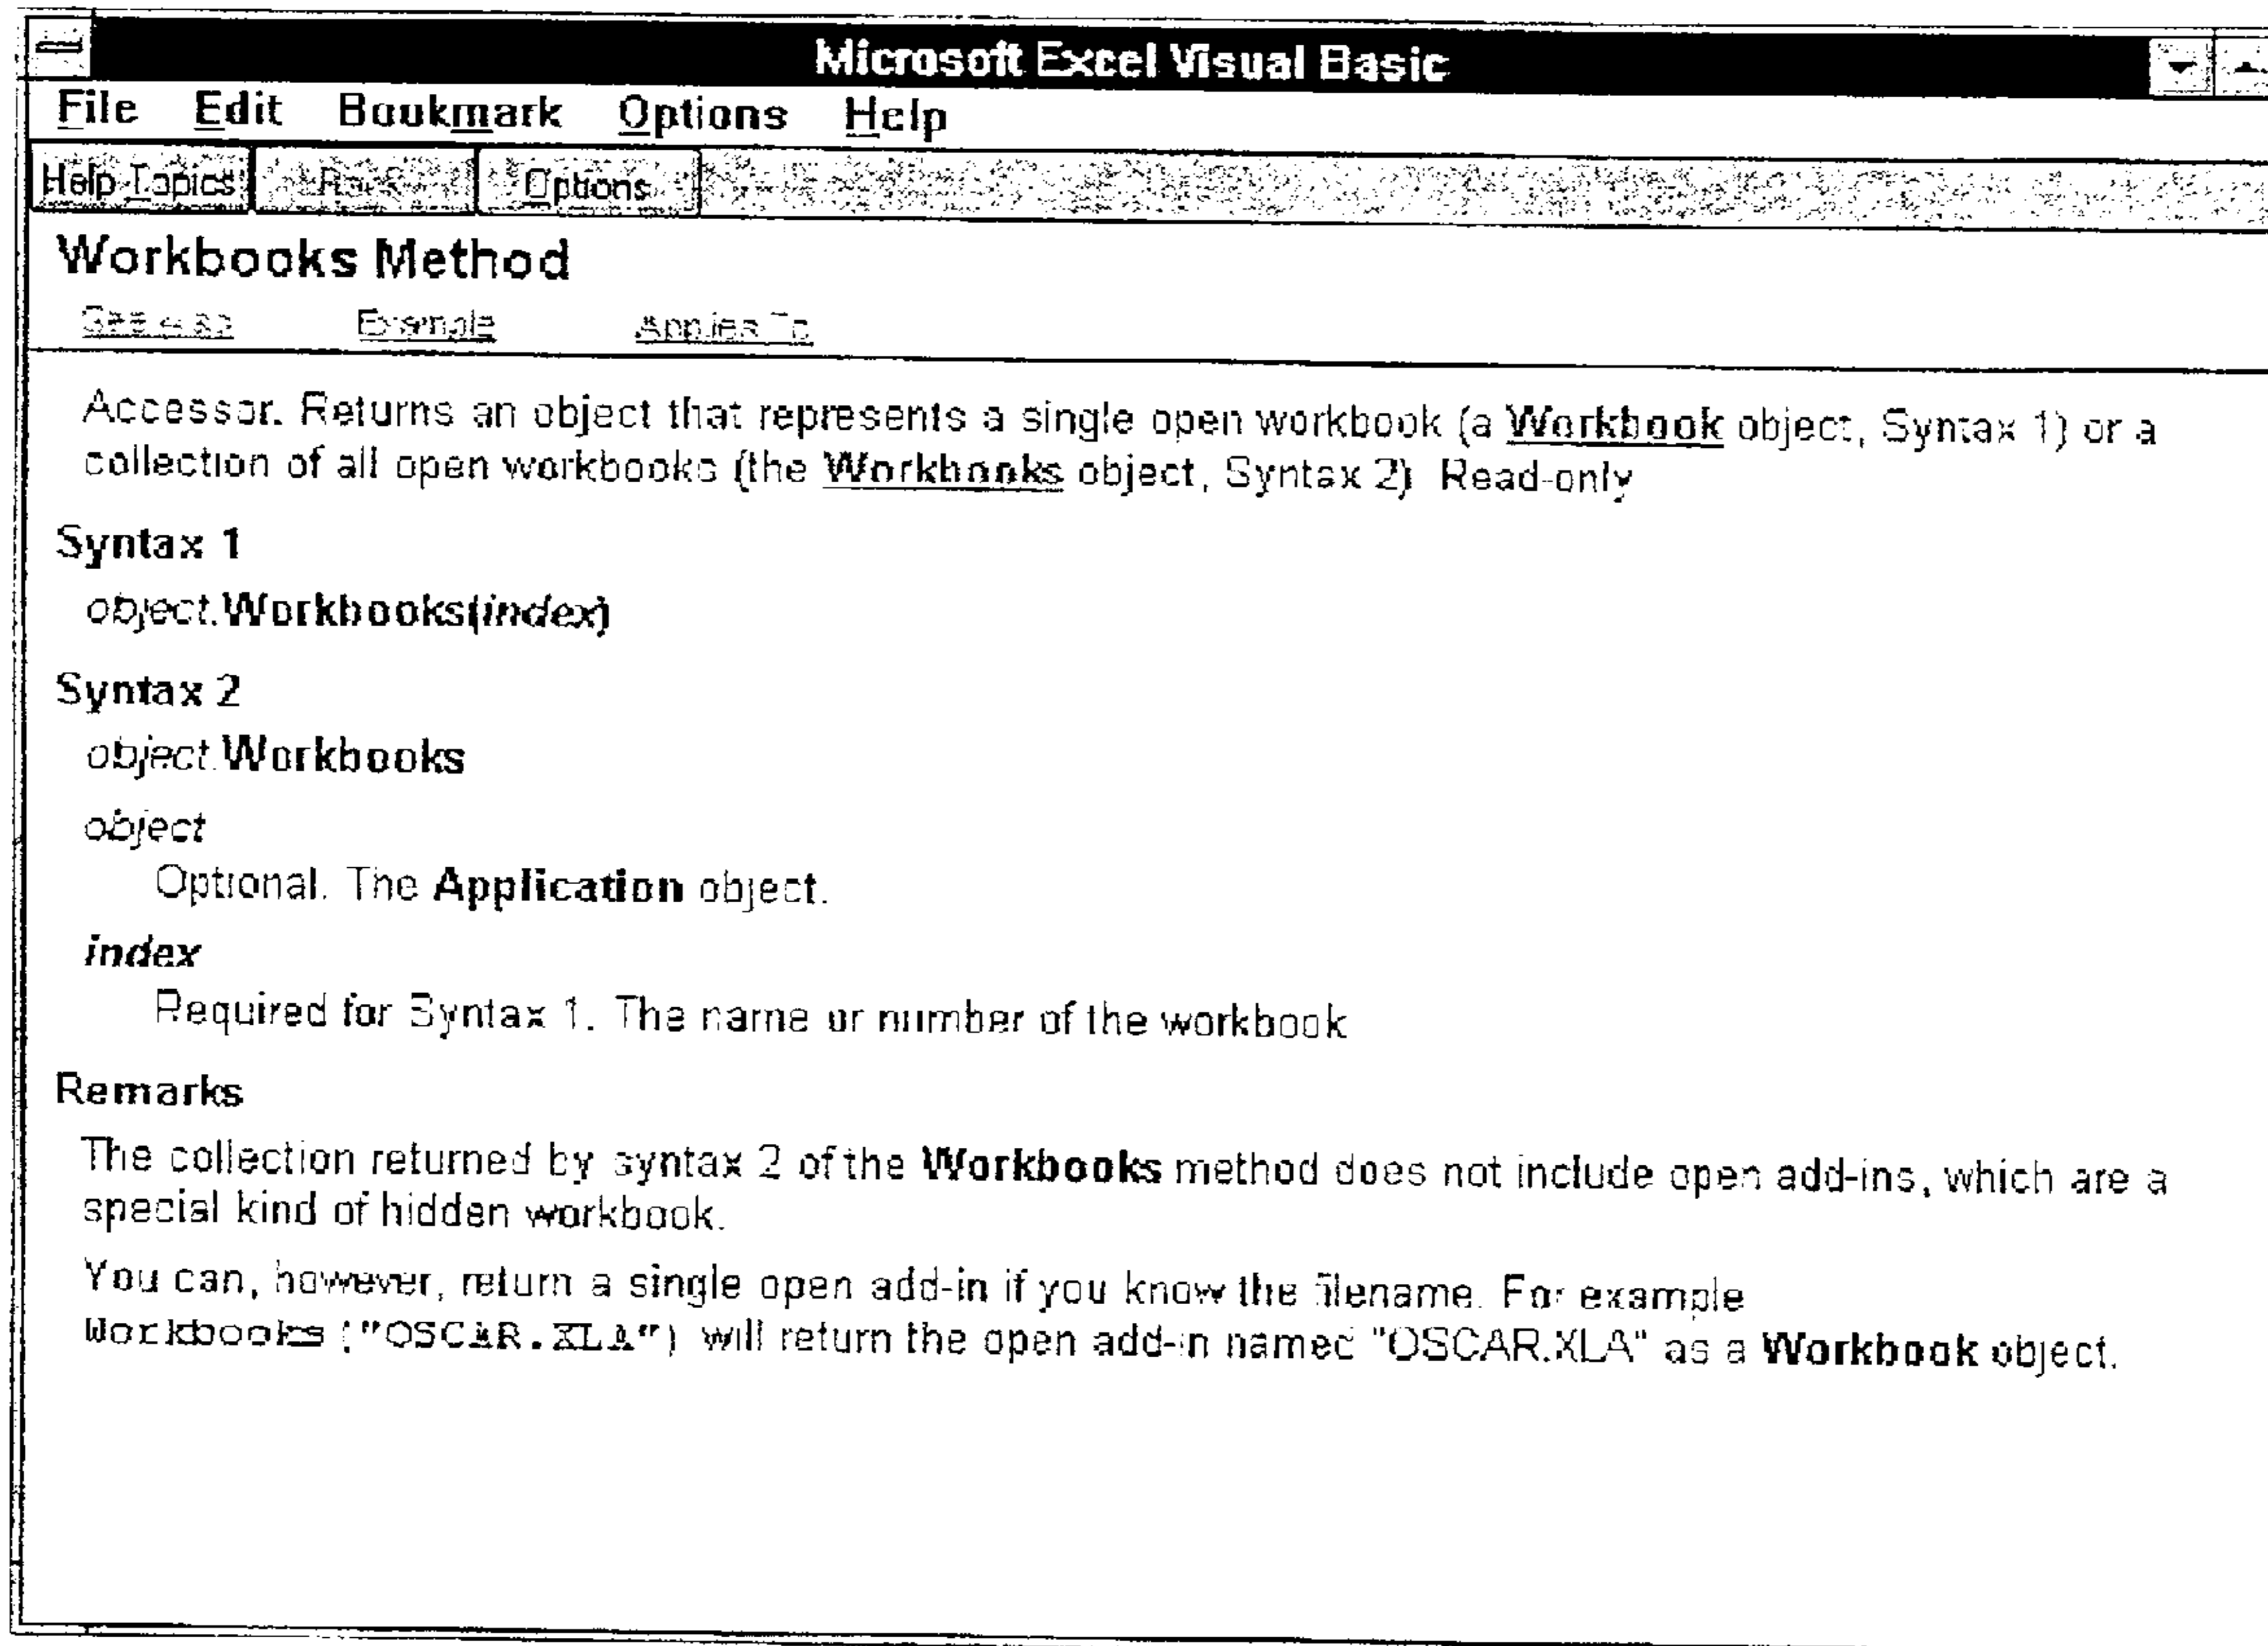 Microsoft Excel Visual Basic
File Edit Bookmark Options Help
Help Topics Back Options
Workbooks Method
See Also Example Applies To
Accessor. Returns an object that represents a single open workbook (a Workbook object, Syntax 1) or a
collection of all open workbooks (the Workbooks object, Syntax 2) Read-only
Syntax 1
object.Workbooks(index)
Syntax 2
object.Workbooks
object
Optional. The Application object.
index
Required for Syntax 1. The name or number of the workbook
Remarks
The collection returned by syntax 2 of the Workbooks method does not include open add-ins, which are a
special kind of hidden workbook.
You can, however, return a single open add-in if you know the filename. For example
Workbooks("OSCAR.XLA") will return the open add-in named "OSCAR.XLA" as a Workbook object.